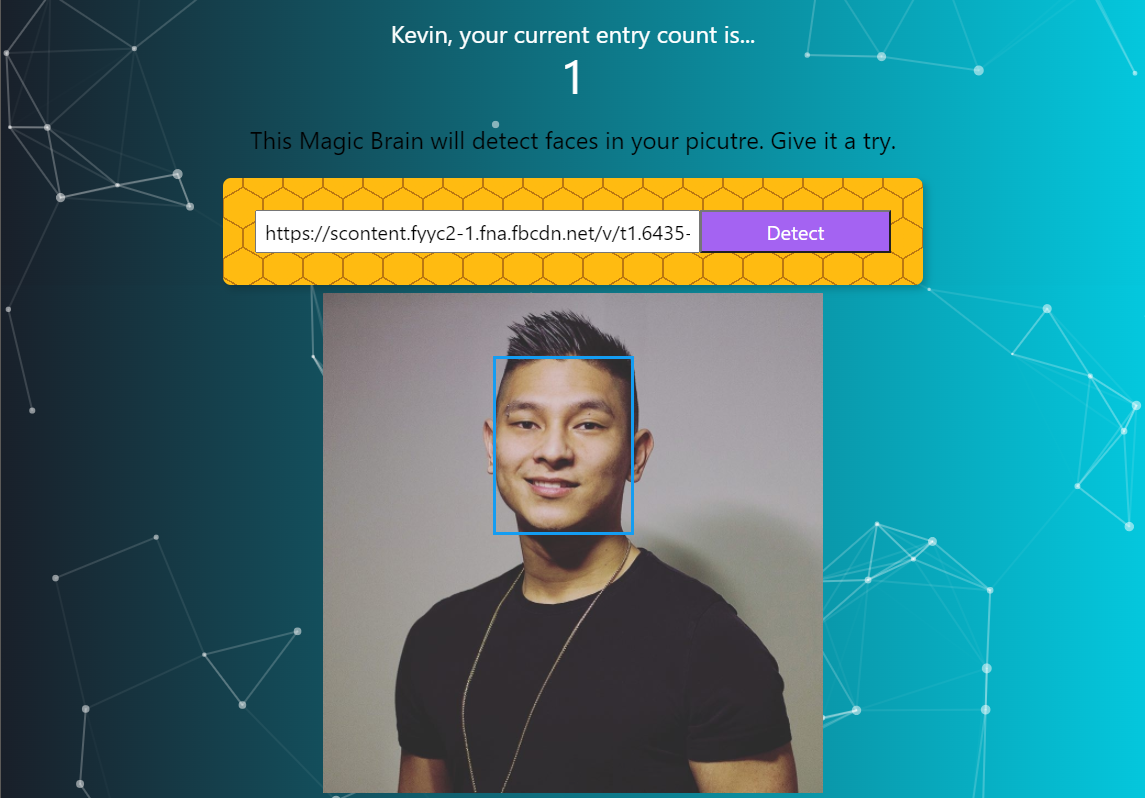 Kevin, your current entry count is...
1
This Magic Brain will detect faces in your picutre. Give it a try.
https://scontent.fyyc2-1.fna.fbcdn.net/v/t1.6435- Detect